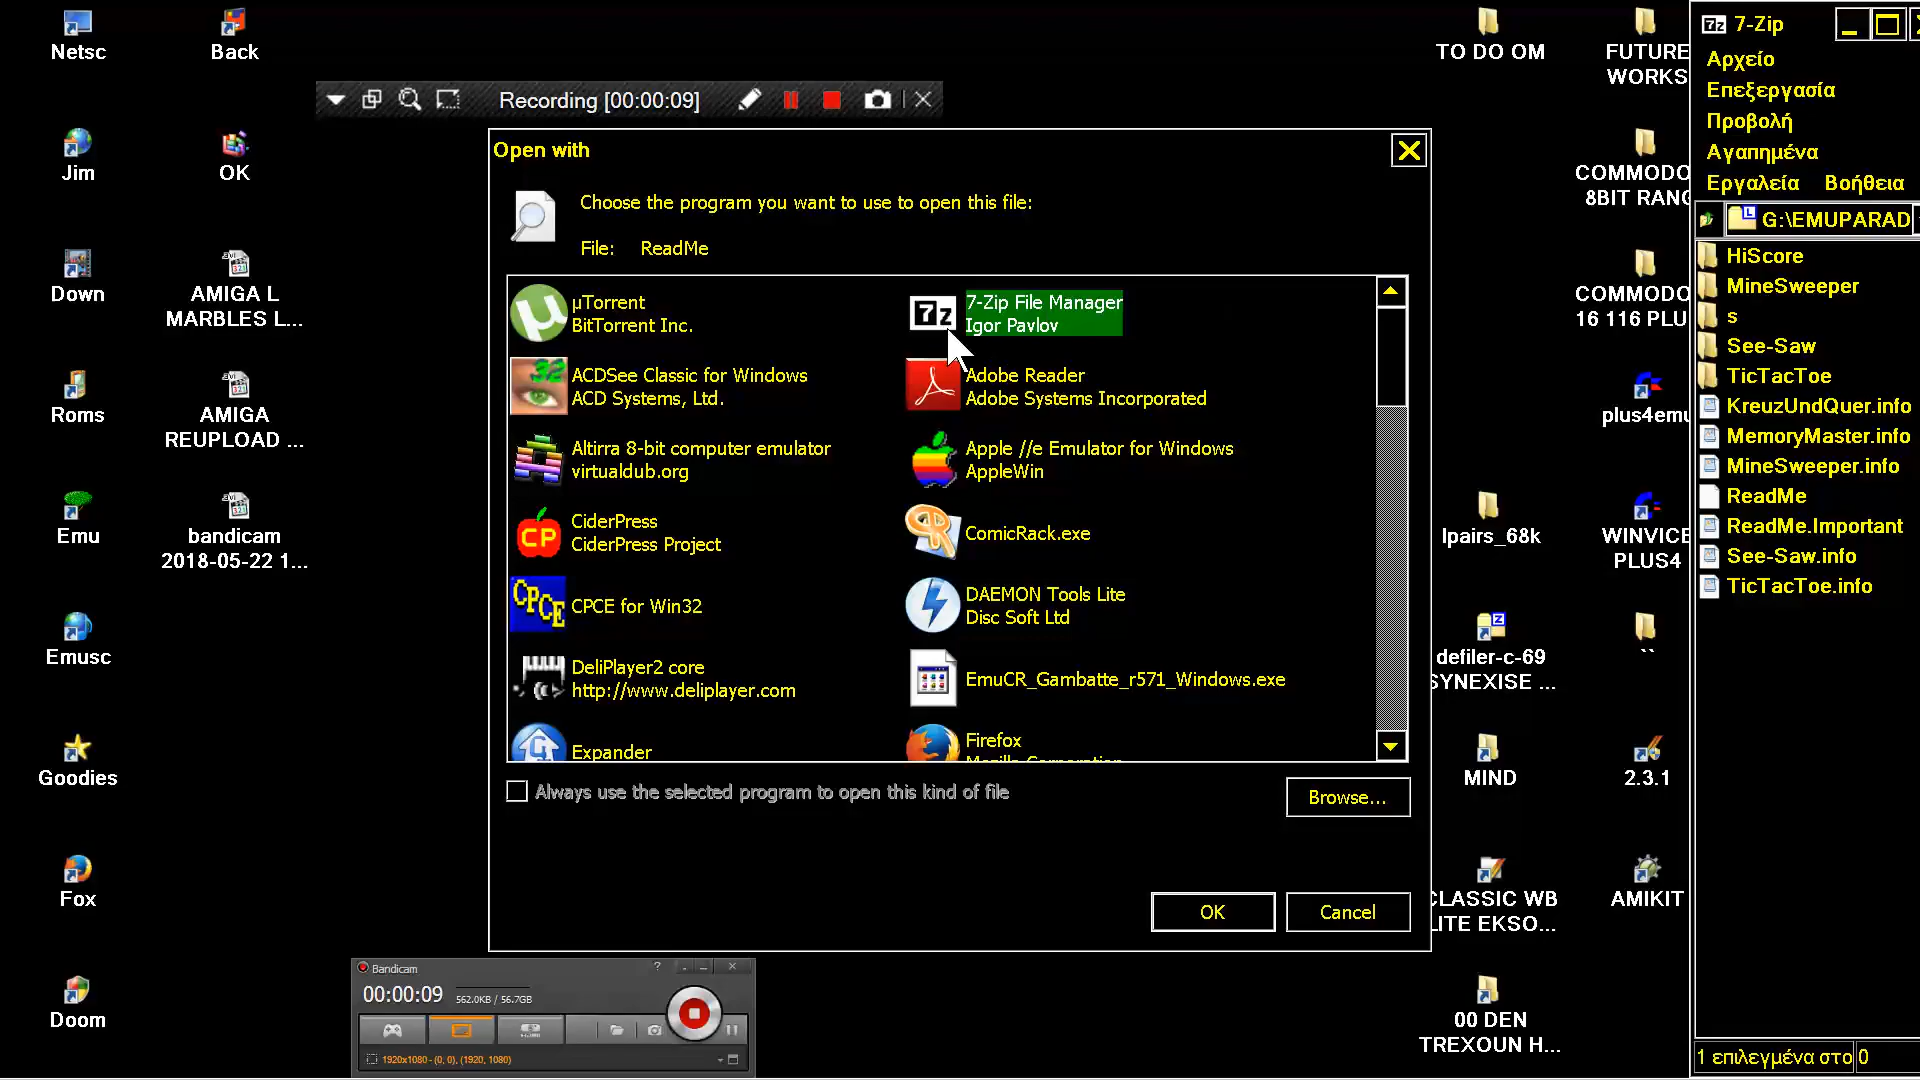 Netsc
Back
Jim
OK
Down
AMIGA L
MARBLES L...
Roms
AMIGA
REUPLOAD ...
Emu
bandicam
2018-05-22 1...
Emusc
Goodies
Fox
Doom
Recording [00:00:09]
Open with
Choose the program you want to use to open this file:
File: ReadMe
µTorrent
BitTorrent Inc.
7-Zip File Manager
Igor Pavlov
ACDSee Classic for Windows
ACD Systems, Ltd.
Adobe Reader
Adobe Systems Incorporated
Altirra 8-bit computer emulator
virtualdub.org
Apple //e Emulator for Windows
AppleWin
CiderPress
CiderPress Project
ComicRack.exe
CPCE for Win32
DAEMON Tools Lite
Disc Soft Ltd
DeliPlayer2 core
http://www.deliplayer.com
EmuCR_Gambatte_r571_Windows.exe
Expander
Firefox
Mozilla Corporation
Always use the selected program to open this kind of file
Browse...
OK
Cancel
Bandicam
00:00:09
562.0KB / 56.7GB
1920x1080 - (0, 0), (1920, 1080)
TO DO OM
FUTURE
WORKS
COMMODO
8BIT RANG
COMMODO
16 116 PLU
plus4emu
lpairs_68k
WINVICE
PLUS4
defiler-c-69
SYNEXISE ...
``
MIND
2.3.1
CLASSIC WB
LITE EKSO...
AMIKIT
00 DEN
TREXOUN H...
7-Zip
Αρχείο
Επεξεργασία
Προβολή
Αγαπημένα
Εργαλεία Βοήθεια
G:\EMUPARAD
HiScore
MineSweeper
s
See-Saw
TicTacToe
KreuzUndQuer.info
MemoryMaster.info
MineSweeper.info
ReadMe
ReadMe.Important
See-Saw.info
TicTacToe.info
1 επιλεγμένα στο 0